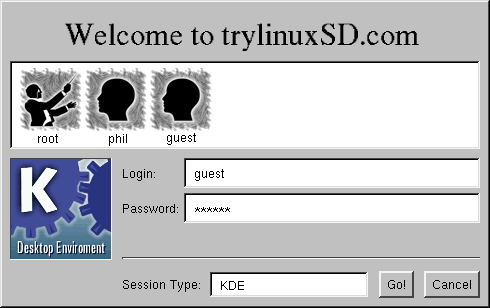 Welcome to trylinuxSD.com
root phil guest
Login: guest
Password: ******
K
Desktop Enviroment
Session Type: KDE Go! Cancel